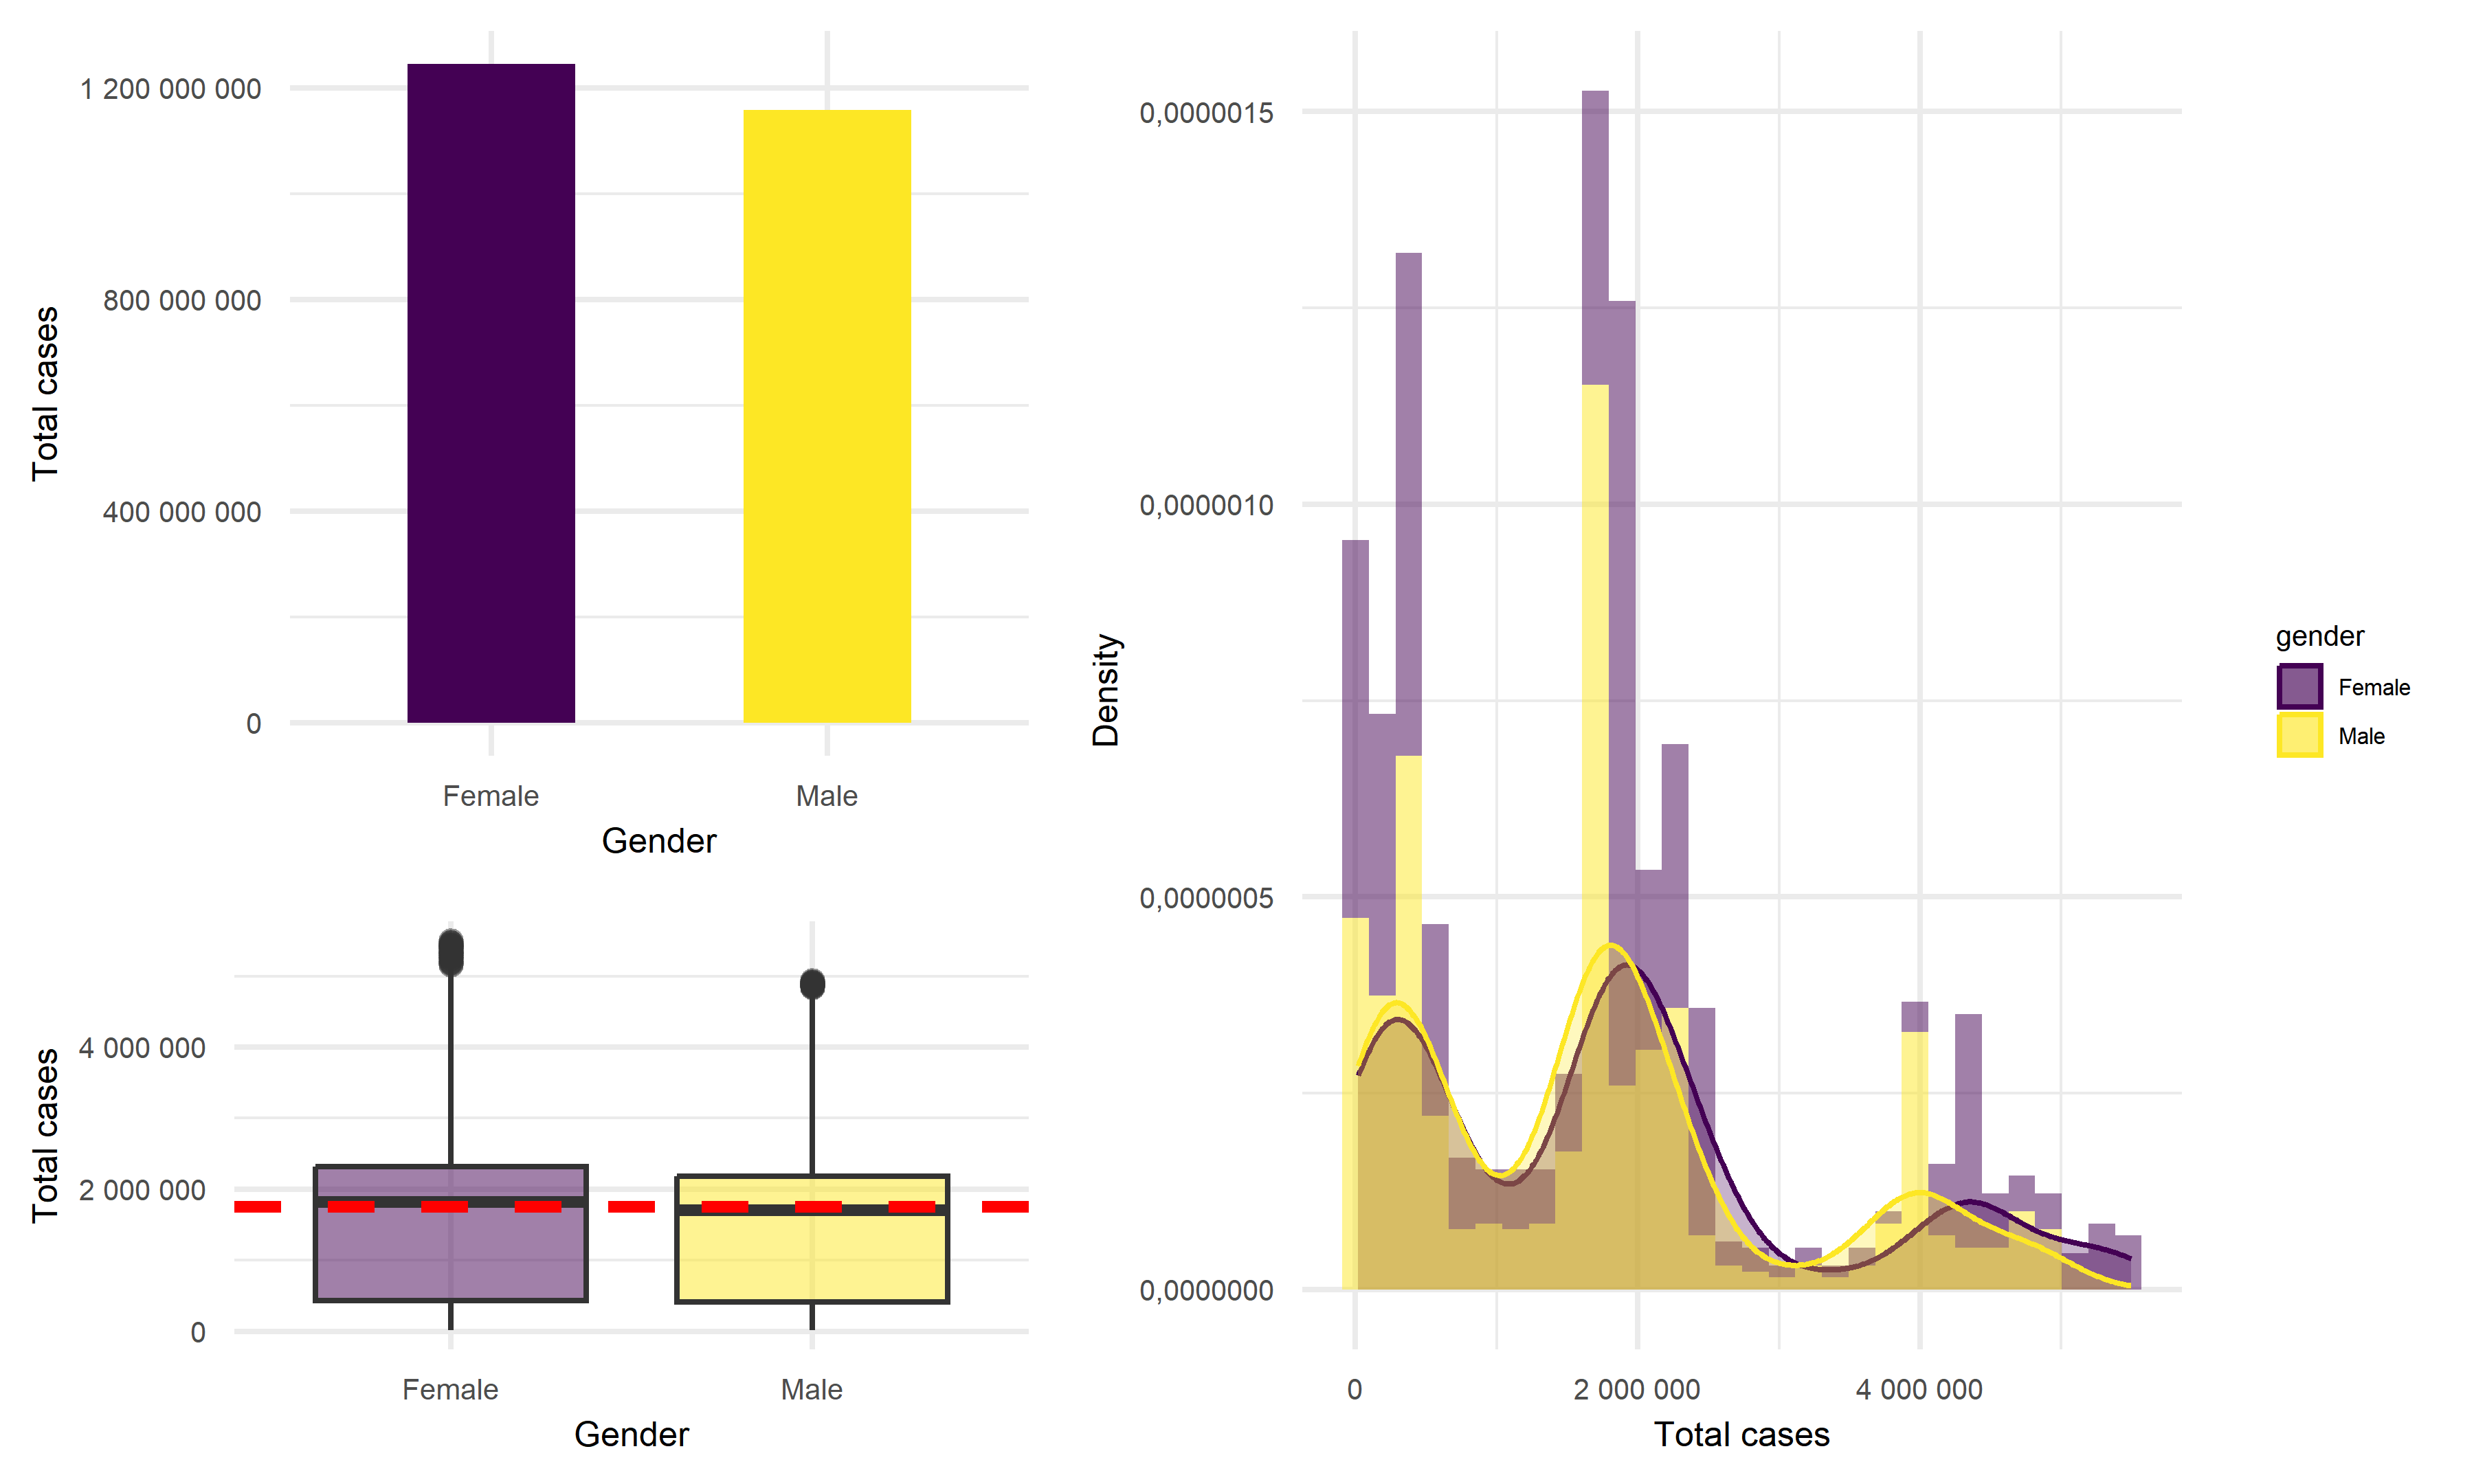 Total cases
1 200 000 000
800 000 000
400 000 000
0
Female
Male
Gender
Total cases
4 000 000
2 000 000
0
Female
Male
Gender
Density
0,0000015
0,0000010
0,0000005
0,0000000
0
2 000 000
4 000 000
Total cases
gender
Female
Male